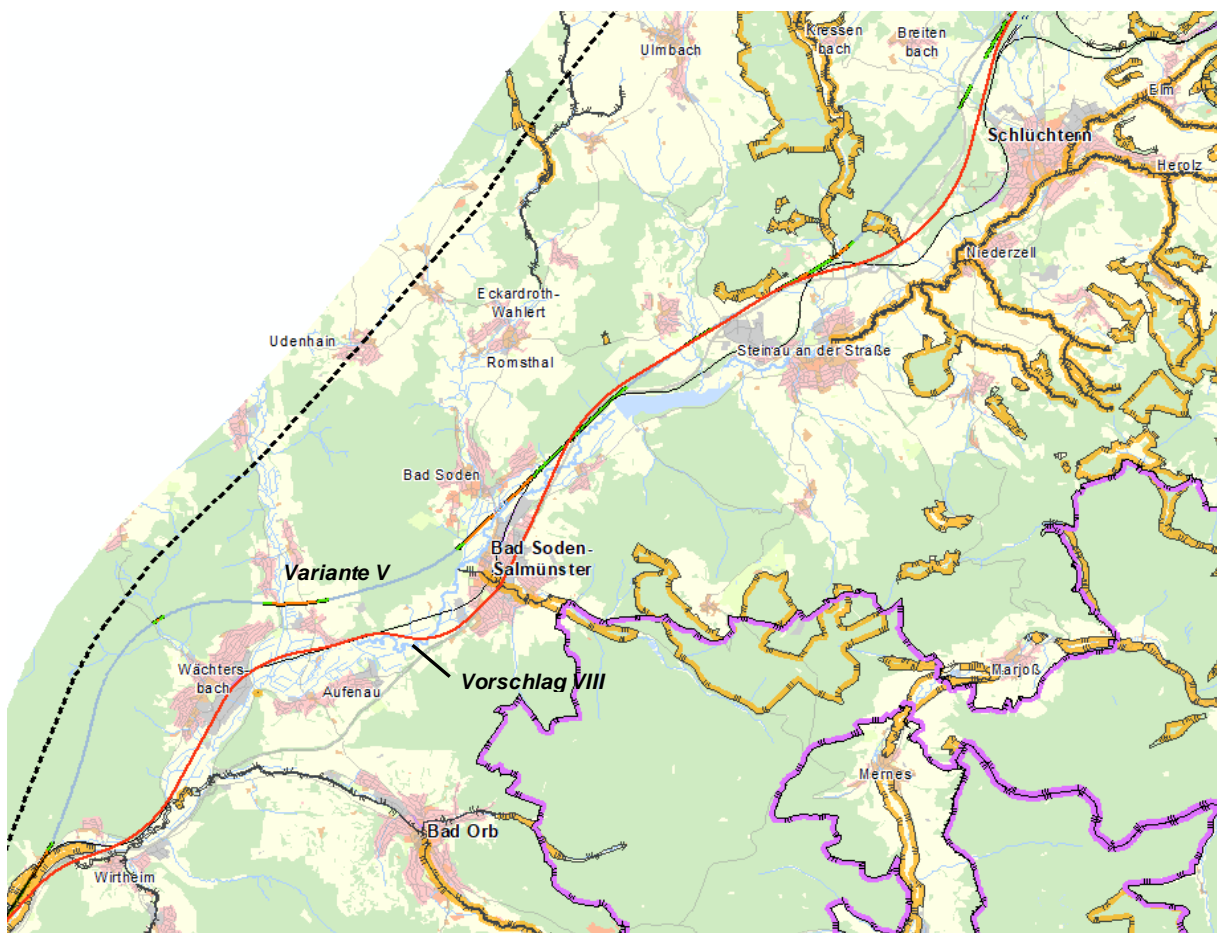 Ulmbach
Kressen
bach
Breiten
bach
Elm
Schlüchtern
Herolz
Niederzell
Eckardroth-
Wahlert
Udenhain
Romsthal
Steinau an der Straße
Bad Soden
Bad Soden-
Salmünster
Variante V
Wächters-
bach
Aufenau
Vorschlag VIII
Marjoß
Mernes
Bad Orb
Wirtheim